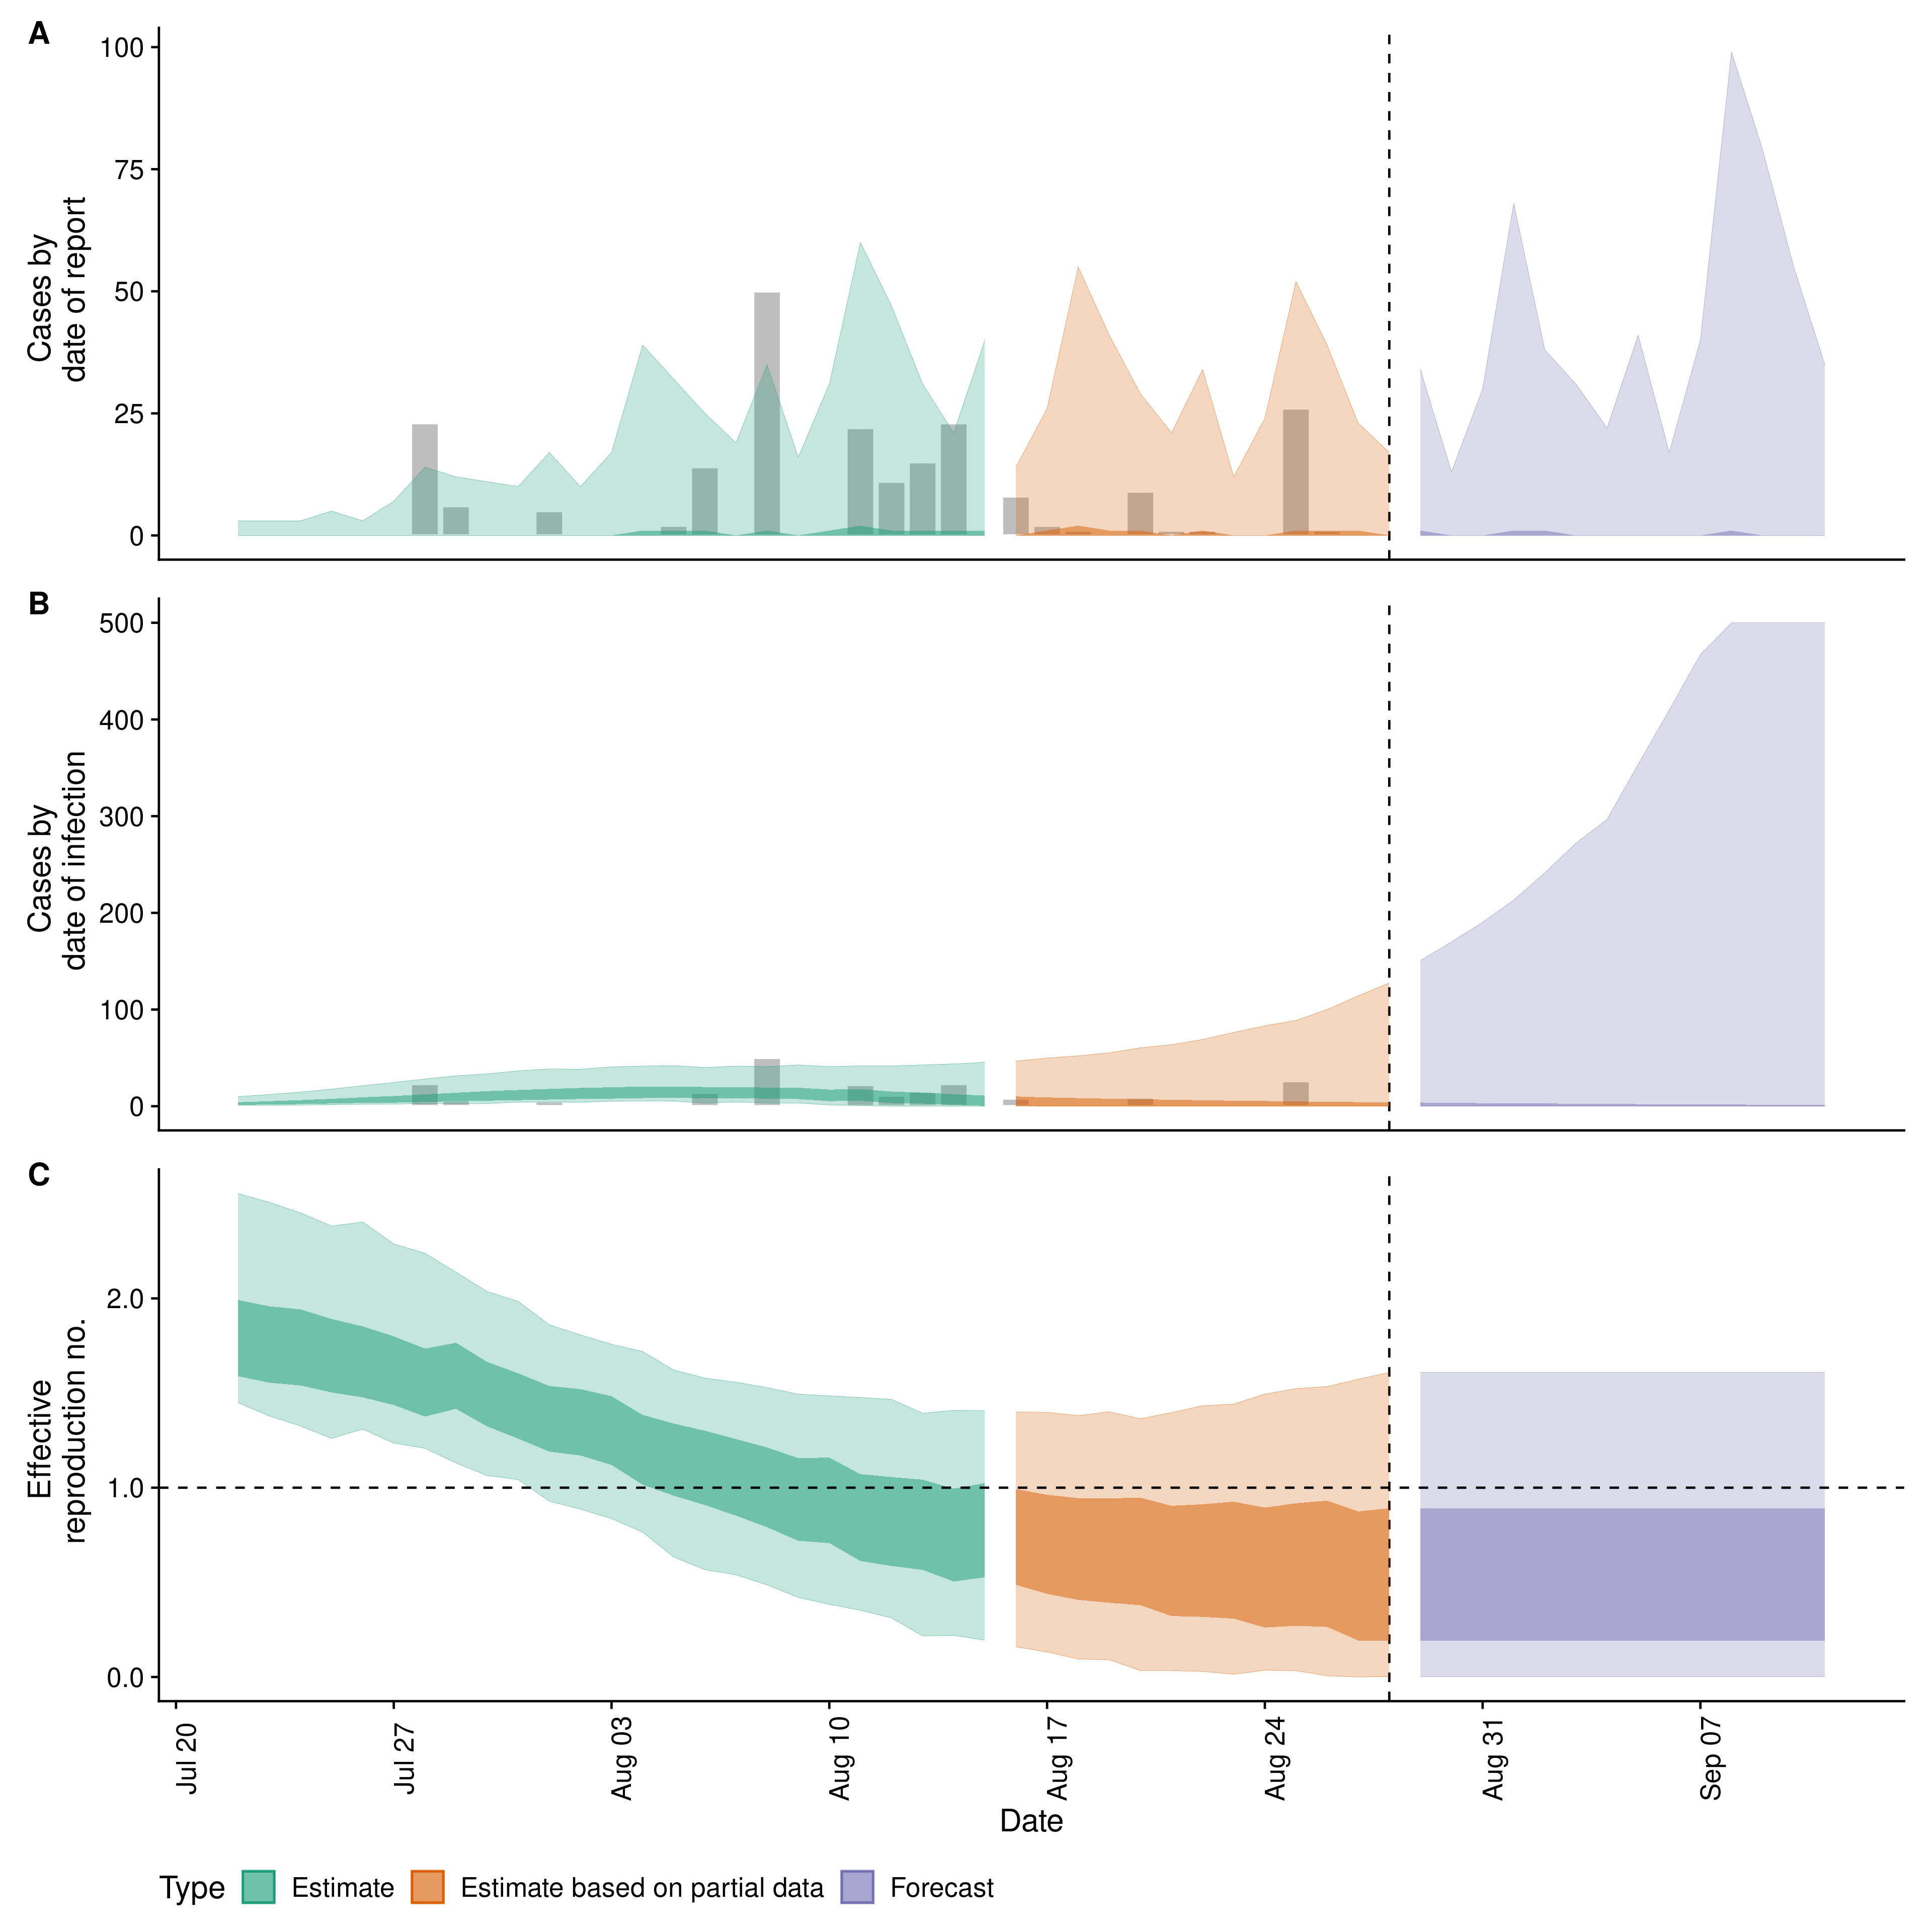 A
100
75
50
25
0
Cases by
date of report
B
500
400
300
200
100
0
Cases by
date of infection
C
2.0
1.0
0.0
Effective
reproduction no.
Jul 20
Jul 27
Aug 03
Aug 10
Aug 17
Aug 24
Aug 31
Sep 07
Date
Type Estimate Estimate based on partial data Forecast